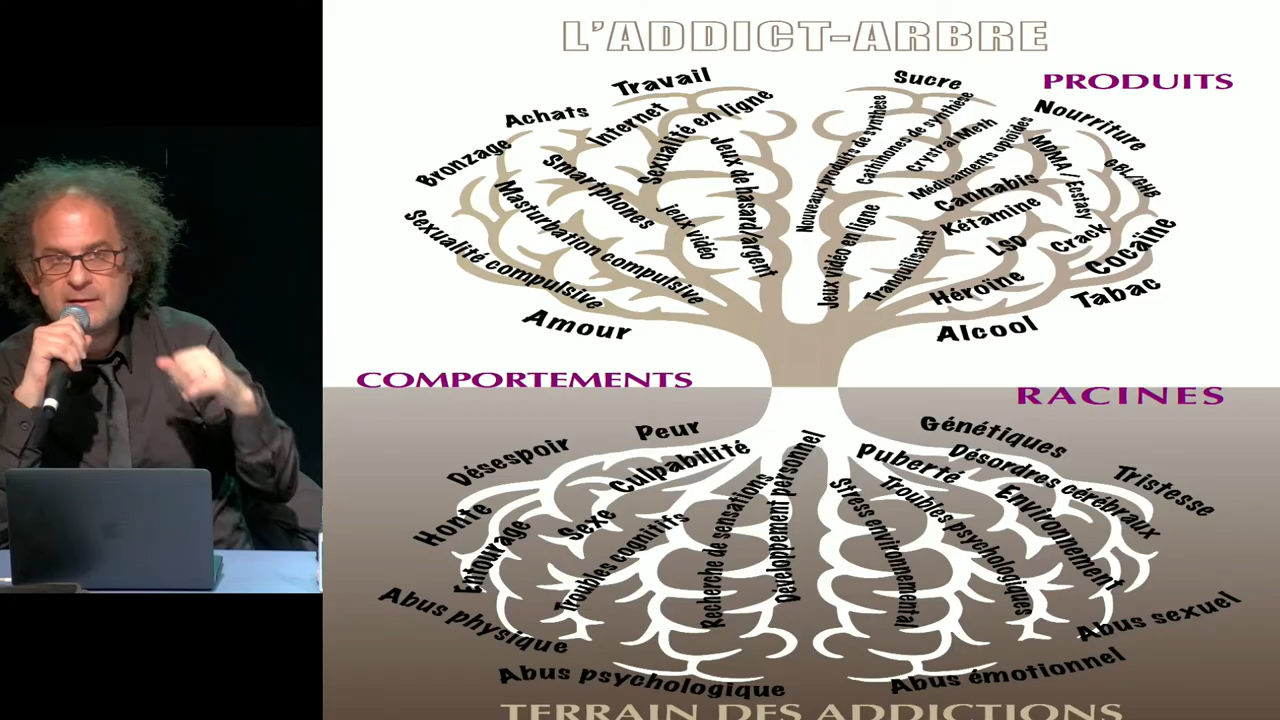 L'ADDICT-ARBRE
PRODUITS
Travail
Achats
Internet
Sexualité en ligne
Bronzage
Smartphones
Jeux de hasard/argent
Masturbation compulsive
jeux vidéo
Sexualité compulsive
Amour
Sucre
Nouveaux produits de synthèse
Cathinones de synthèse
Crystal Meth
Nourriture
Médicaments opioïdes
MDMA / Ecstasy
Cannabis
Kétamine
Jeux vidéo en ligne
Tranquilisants
LSD
Crack
Cocaïne
Héroine
Tabac
Alcool
COMPORTEMENTS
RACINES
Désespoir
Peur
Culpabilité
Honte
Entourage
Sexe
Troubles cognitifs
Recherche de sensations
Développement personnel
Abus physique
Abus psychologique
Génétiques
Puberté
Désordres cérébraux
Tristesse
Stress environnemental
Troubles psychologiques
Environnement
Abus sexuel
Abus émotionnel
TERRAIN DES ADDICTIONS